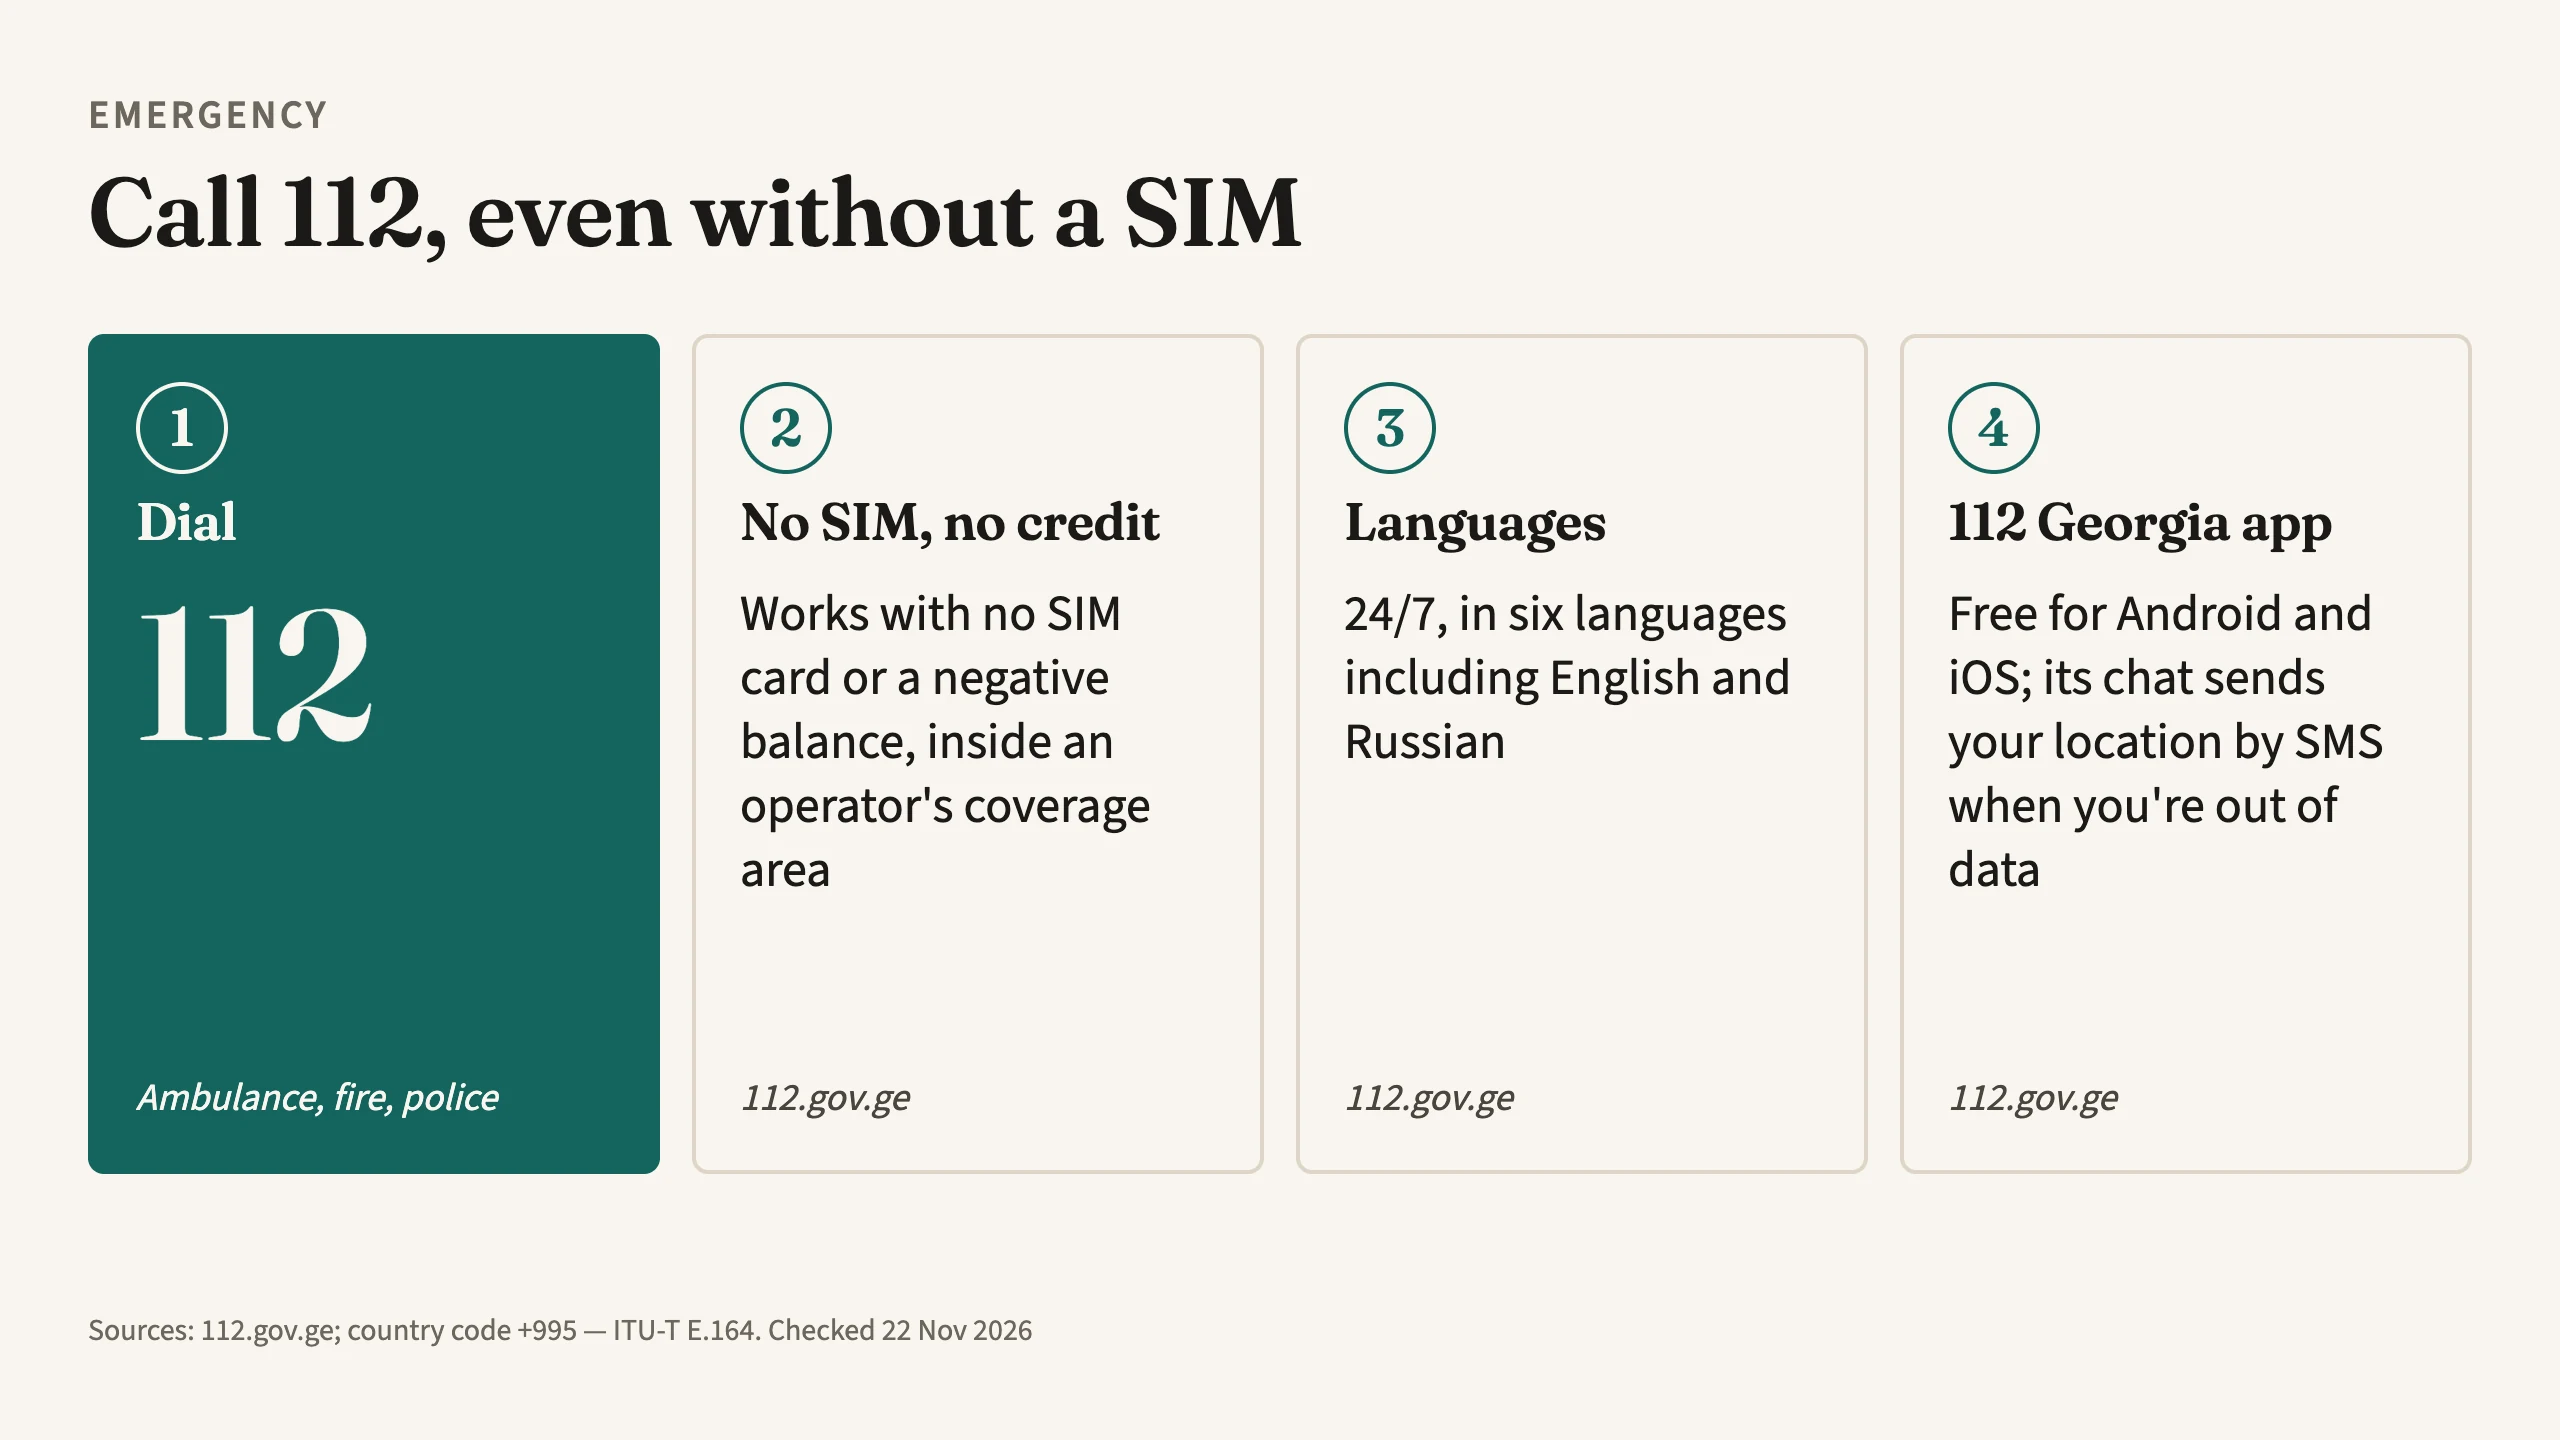 EMERGENCY
Call 112, even without a SIM
1
Dial
112
Ambulance, fire, police
2
No SIM, no credit
Works with no SIM
card or a negative
balance, inside an
operator's coverage
area
112.gov.ge
3
Languages
24/7, in six languages
including English and
Russian
112.gov.ge
4
112 Georgia app
Free for Android and
iOS; its chat sends
your location by SMS
when you're out of
data
112.gov.ge
Sources: 112.gov.ge; country code +995 — ITU-T E.164. Checked 22 Nov 2026